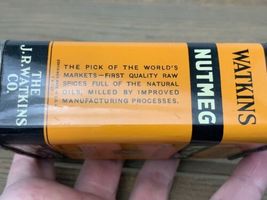 THE
J.R.WATKINS
CO.
THE PICK OF THE WORLD'S
MARKETS—FIRST QUALITY RAW
SPICES FULL OF THE NATURAL
OILS, MILLED BY IMPROVED
MANUFACTURING PROCESSES.
NUTMEG
WATKINS